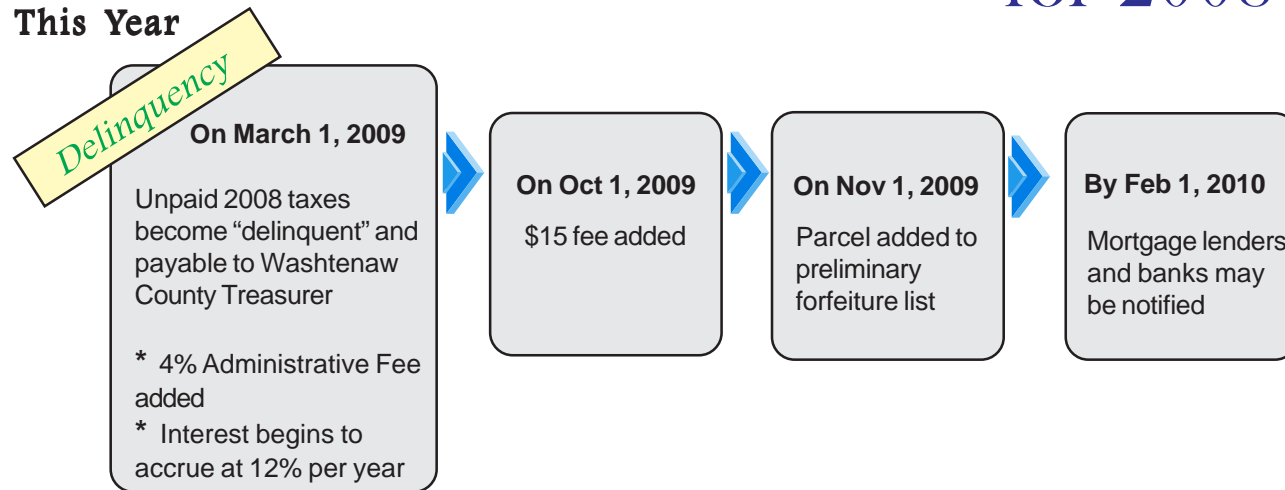 for 2008
This Year
Delinquency
On March 1, 2009
Unpaid 2008 taxes
become “delinquent” and
payable to Washtenaw
County Treasurer
* 4% Administrative Fee
added
* Interest begins to
accrue at 12% per year
On Oct 1, 2009
$15 fee added
On Nov 1, 2009
Parcel added to
preliminary
forfeiture list
By Feb 1, 2010
Mortgage lenders
and banks may
be notified